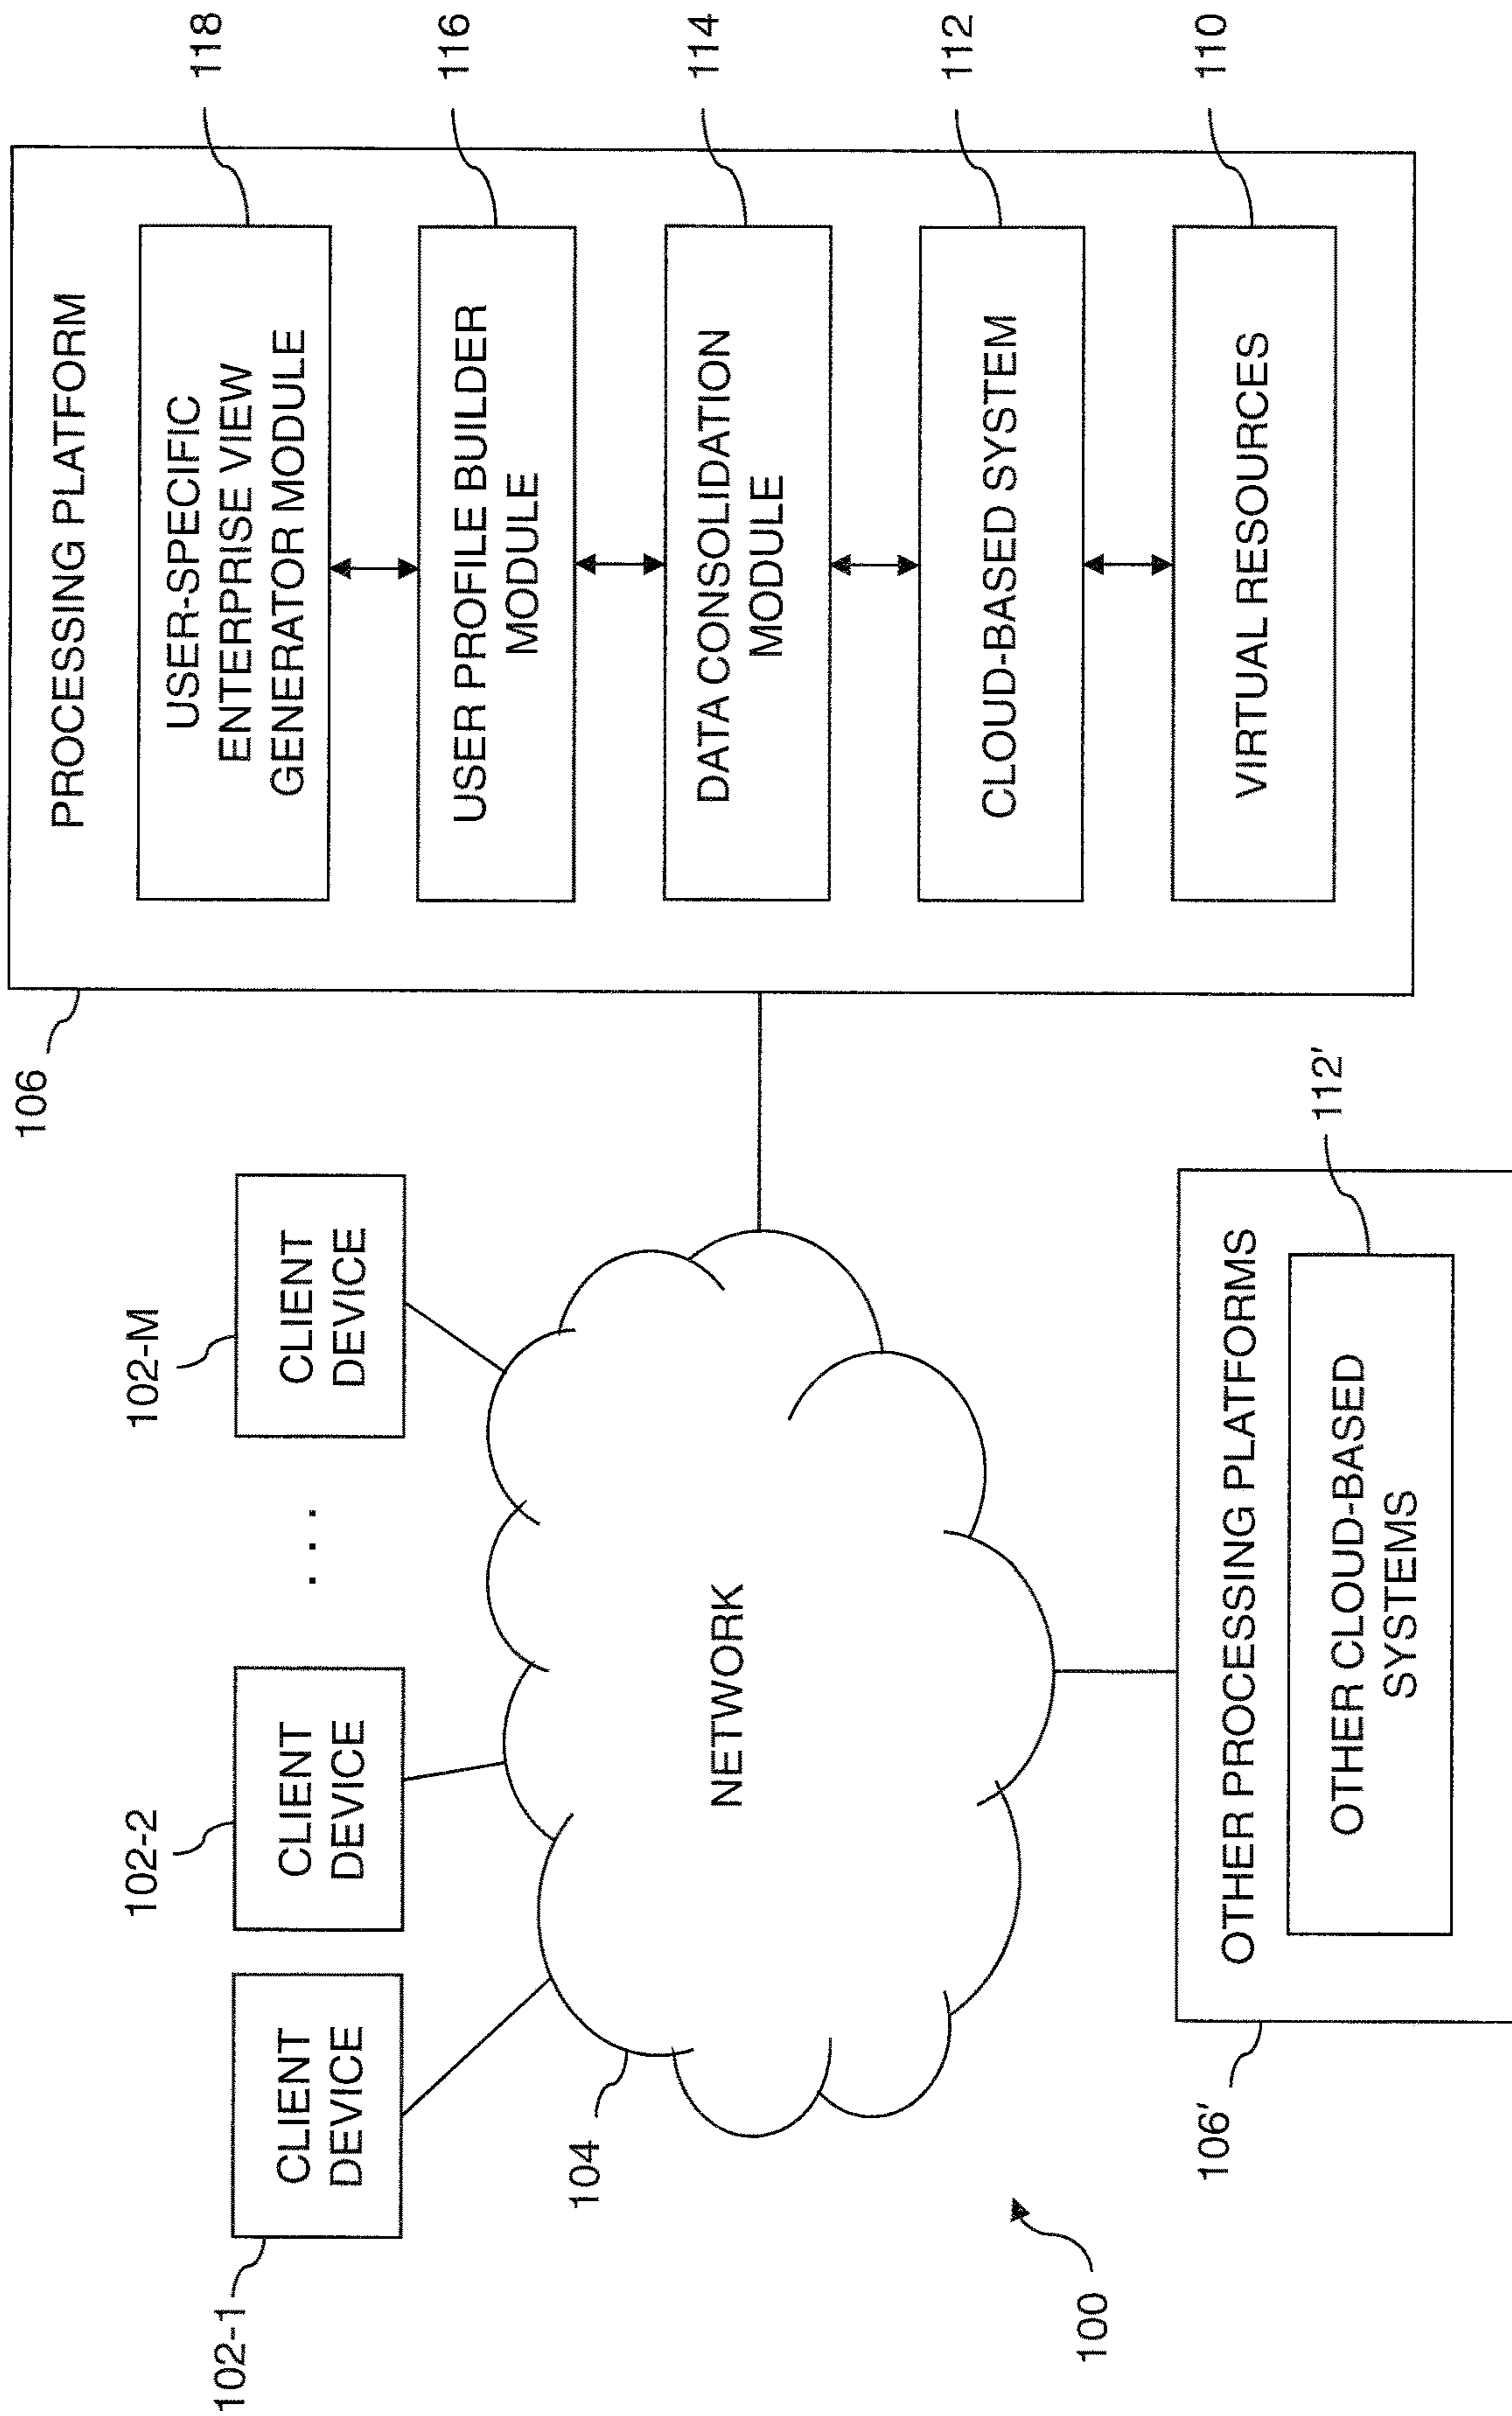 102-1
CLIENT
DEVICE
102-2
CLIENT
DEVICE
. . .
102-M
CLIENT
DEVICE
104
NETWORK
100
106
PROCESSING PLATFORM
USER-SPECIFIC
ENTERPRISE VIEW
GENERATOR MODULE
118
USER PROFILE BUILDER
MODULE
116
DATA CONSOLIDATION
MODULE
114
CLOUD-BASED SYSTEM
112
VIRTUAL RESOURCES
110
106'
OTHER PROCESSING PLATFORMS
OTHER CLOUD-BASED
SYSTEMS
112'